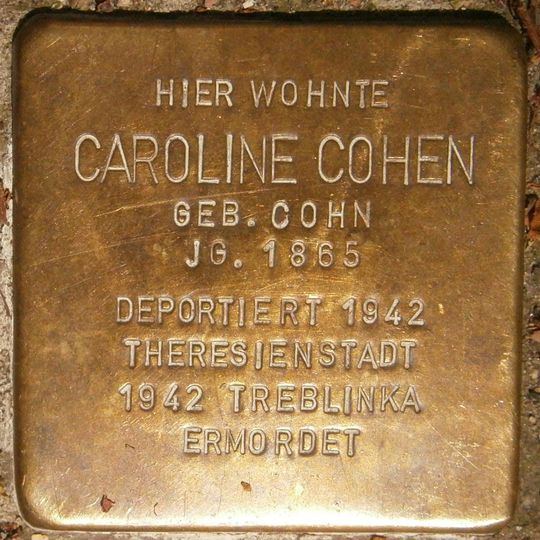 HIER WOHNTE
CAROLINE COHEN
GEB. COHN
JG. 1865
DEPORTIERT 1942
THERESIENSTADT
1942 TREBLINKA
ERMORDET